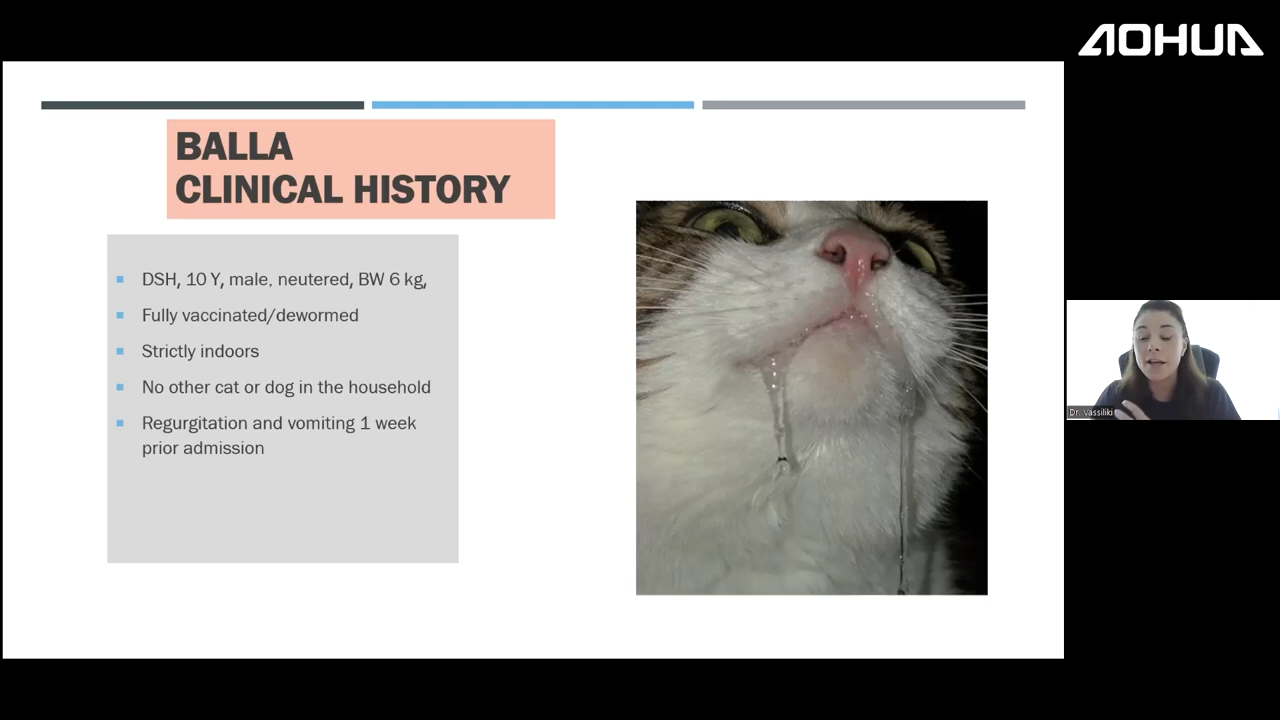 AOHUA
BALLA
CLINICAL HISTORY
DSH, 10 Y, male, neutered, BW 6 kg,
Fully vaccinated/dewormed
Strictly indoors
No other cat or dog in the household
Regurgitation and vomiting 1 week
prior admission
Dr. Vassiliki